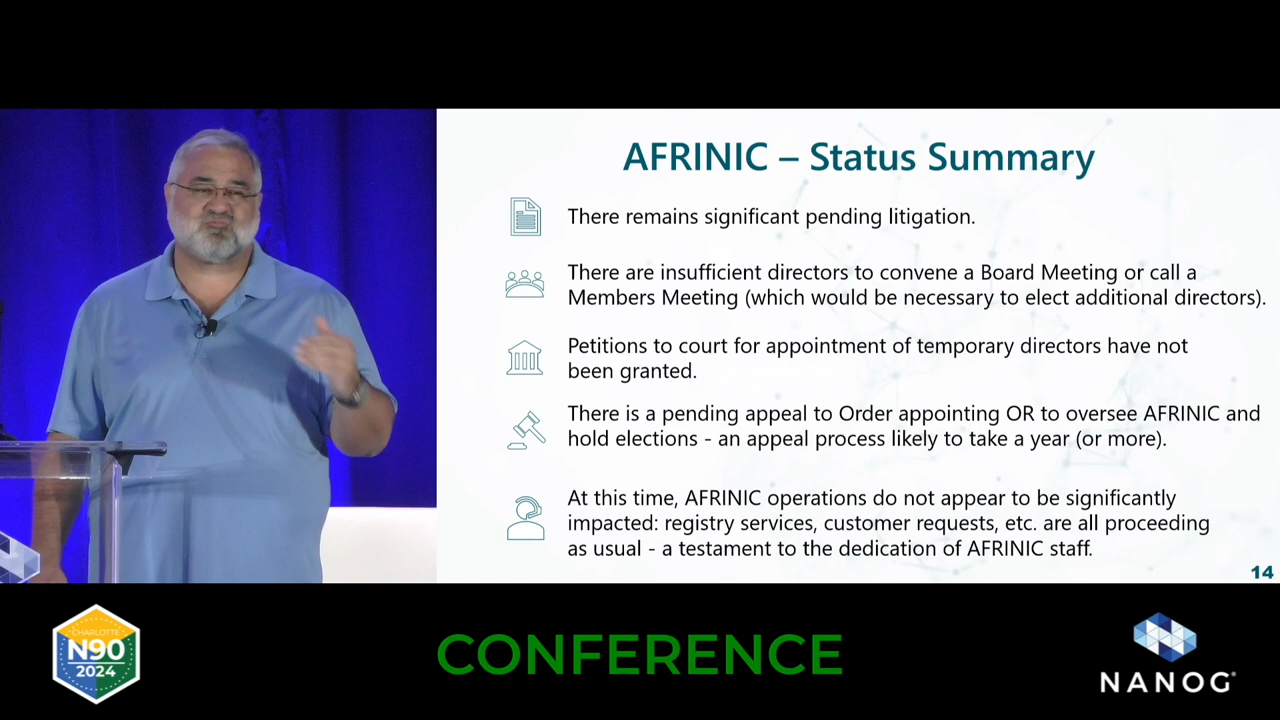 AFRINIC – Status Summary
There remains significant pending litigation.
There are insufficient directors to convene a Board Meeting or call a
Members Meeting (which would be necessary to elect additional directors).
Petitions to court for appointment of temporary directors have not
been granted.
There is a pending appeal to Order appointing OR to oversee AFRINIC and
hold elections - an appeal process likely to take a year (or more).
At this time, AFRINIC operations do not appear to be significantly
impacted: registry services, customer requests, etc. are all proceeding
as usual - a testament to the dedication of AFRINIC staff.
14
CHARLOTTE
N90
2024
CONFERENCE
NANOG®